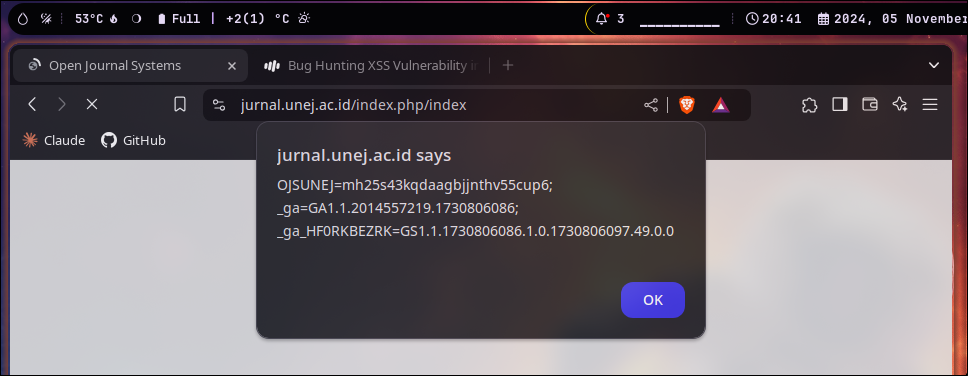 53°C Full | +2(1) °C 3 20:41 2024, 05 November
Open Journal Systems Bug Hunting XSS Vulnerability
jurnal.unej.ac.id/index.php/index
Claude GitHub
jurnal.unej.ac.id says
OJSUNEJ=mh25s43kqdaagbjjnthv55cup6;
_ga=GA1.1.2014557219.1730806086;
_ga_HF0RKBEZRK=GS1.1.1730806086.1.0.1730806097.49.0.0
OK